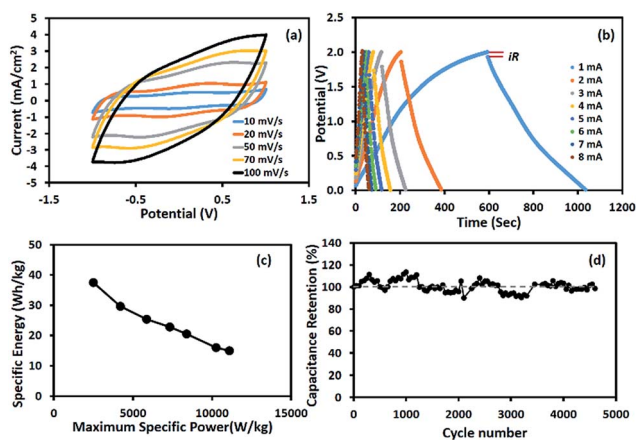 5
4
3
2
1
0
-1
-2
-3
-4
-5
Current (mA/cm²)
(a)
10 mV/s
20 mV/s
50 mV/s
70 mV/s
100 mV/s
-1.5
-0.5
0.5
1.5
Potential (V)
2.5
2.0
1.5
1.0
0.5
0.0
Potential (V)
(b)
iR
1 mA
2 mA
3 mA
4 mA
5 mA
6 mA
7 mA
8 mA
0
200
400
600
800
1000
1200
Time (Sec)
50
40
30
20
10
0
Specific Energy (Wh/kg)
(c)
0
5000
10000
15000
Maximum Specific Power(W/kg)
140
120
100
80
60
40
20
0
Capacitance Retention (%)
(d)
0
1000
2000
3000
4000
5000
Cycle number